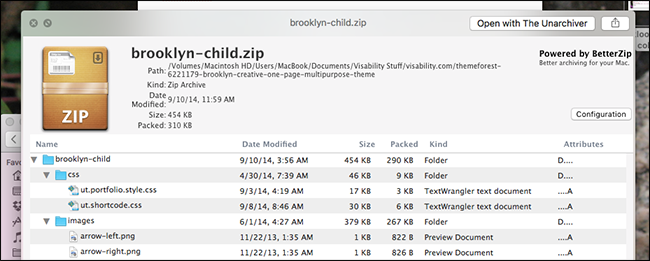 brooklyn-child.zip
Open with The Unarchiver
brooklyn-child.zip
Powered by BetterZip
Better archiving for your Mac.
Path: /Volumes/Macintosh HD/Users/MacBook/Documents/Visability Stuff/visability.com/themeforest-
6221179-brooklyn-creative-one-page-multipurpose-theme
Kind: Zip Archive
Date
Modified: 9/10/14, 11:59 AM
Size: 454 KB
Packed: 310 KB
ZIP
Configuration
Name Date Modified Size Packed Kind Attributes
brooklyn-child 9/10/14, 3:56 AM 454 KB 290 KB Folder D....
css 4/30/14, 7:39 AM 46 KB 9 KB Folder D....
ut.portfolio.style.css 9/3/14, 4:19 AM 17 KB 3 KB TextWrangler text document ....A
ut.shortcode.css 9/8/14, 8:46 AM 30 KB 6 KB TextWrangler text document ....A
images 6/1/14, 4:27 AM 379 KB 267 KB Folder D....
arrow-left.png 11/22/13, 1:35 AM 1 KB 822 B Preview Document ....A
arrow-right.png 11/22/13, 1:35 AM 1 KB 826 B Preview Document ....A